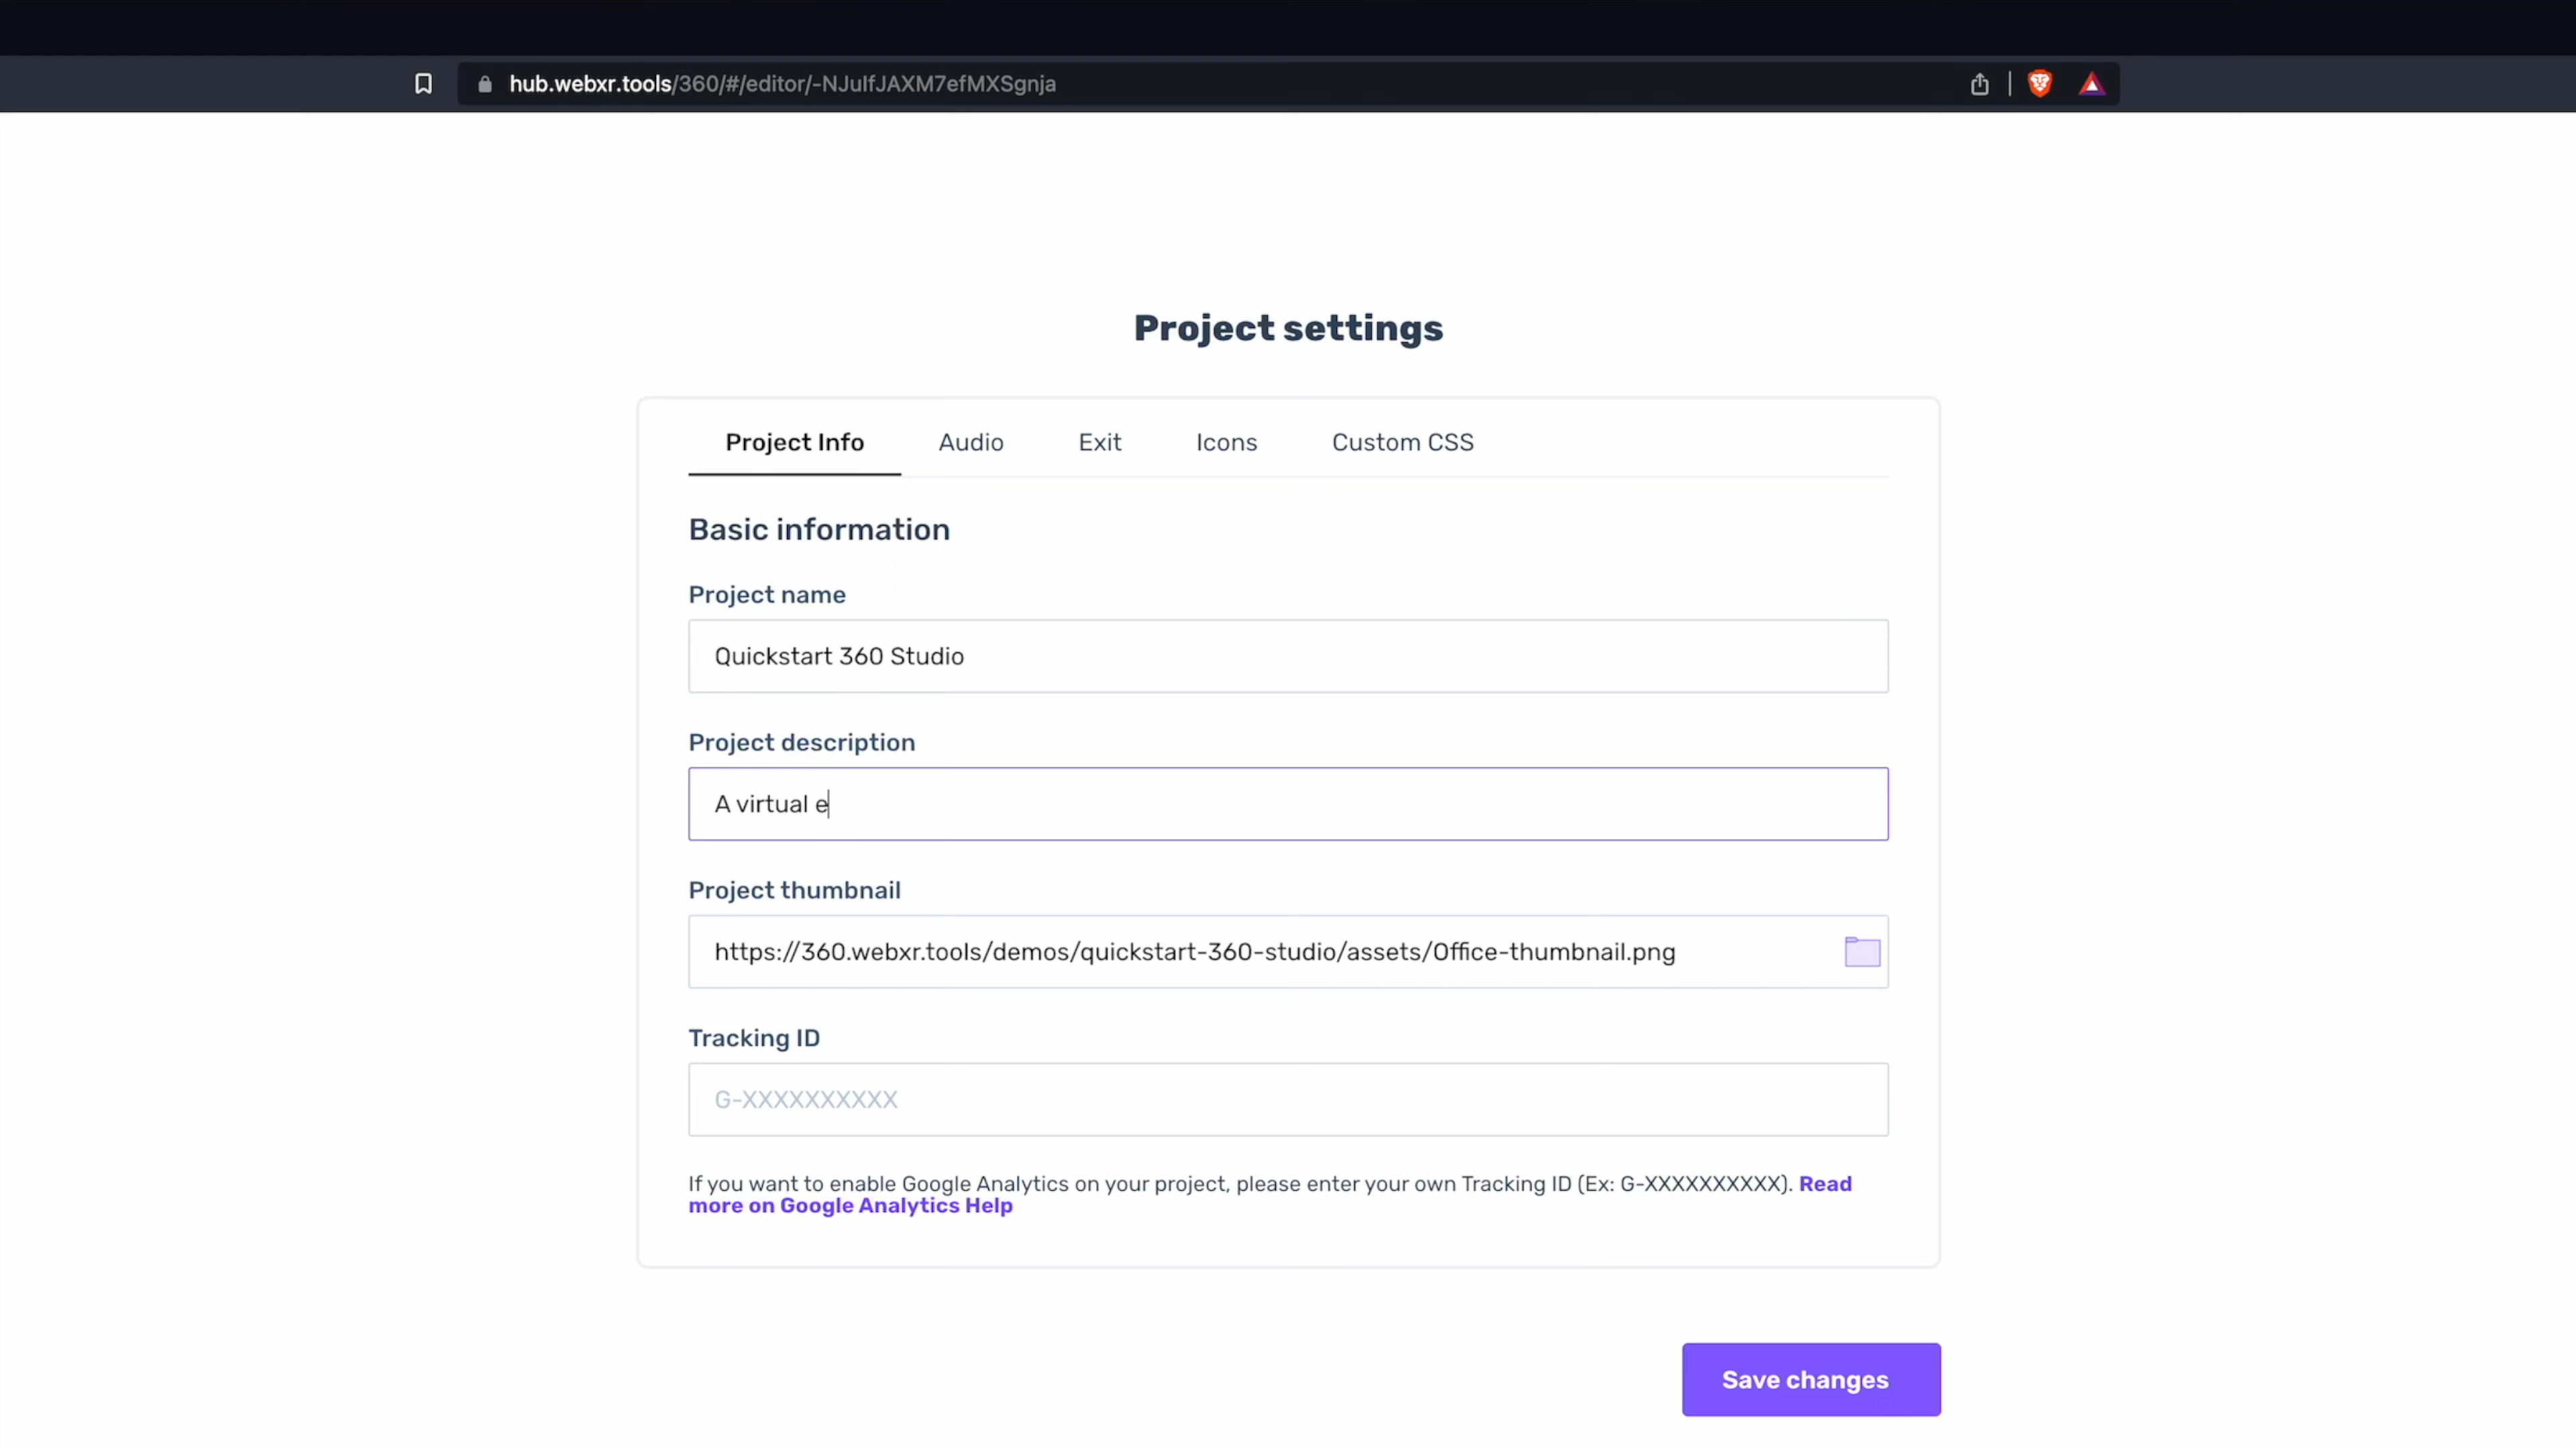 hub.webxr.tools/360/#/editor/-NJuIfJAXM7efMXSgnja
Project settings
Project Info Audio Exit Icons Custom CSS
Basic information
Project name
Quickstart 360 Studio
Project description
A virtual e
Project thumbnail
https://360.webxr.tools/demos/quickstart-360-studio/assets/Office-thumbnail.png
Tracking ID
G-XXXXXXXXXX
If you want to enable Google Analytics on your project, please enter your own Tracking ID (Ex: G-XXXXXXXXXX). Read
more on Google Analytics Help
Save changes